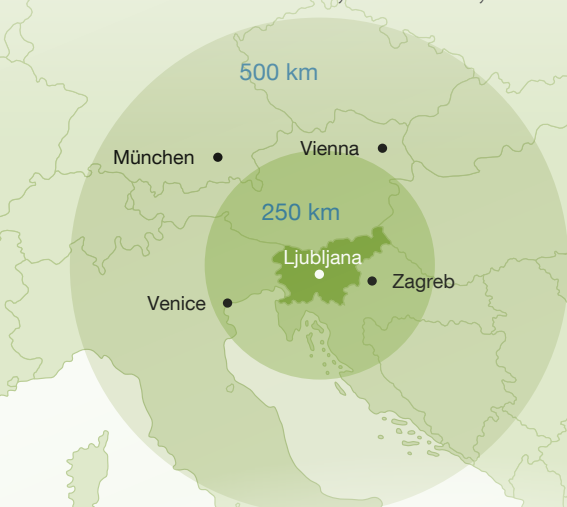 500 km
München
Vienna
250 km
Ljubljana
Zagreb
Venice